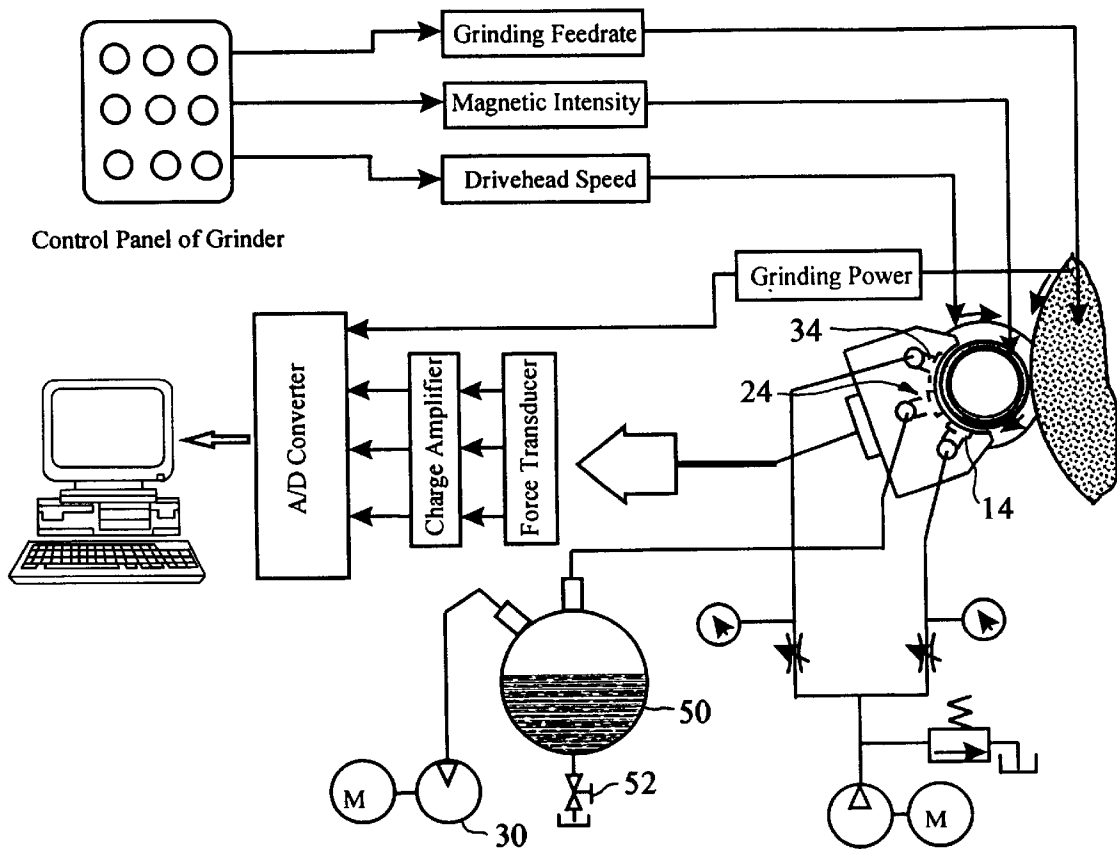 Grinding Feedrate
Magnetic Intensity
Drivehead Speed
Control Panel of Grinder
Grinding Power
34
24
14
A/D Converter
Charge Amplifier
Force Transducer
50
52
M
30
M